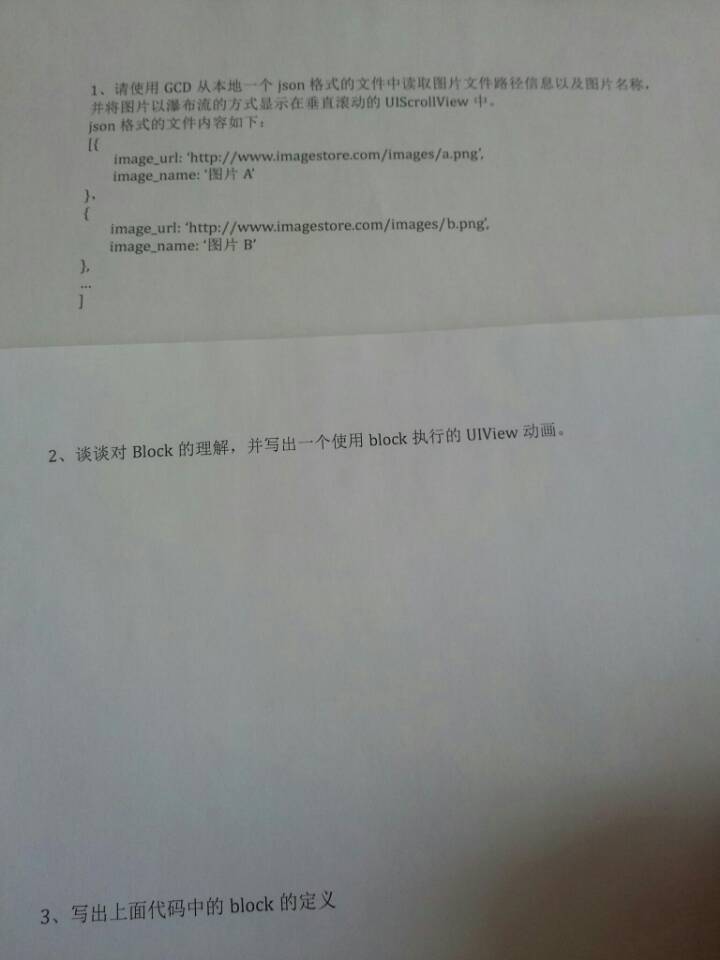 1、请使用 GCD 从本地一个 json 格式的文件中读取图片文件路径信息以及图片名称，
并将图片以瀑布流的方式显示在垂直滚动的 UIScrollView 中。
json 格式的文件内容如下：
[{
image_url: ‘http://www.imagestore.com/images/a.png’,
image_name: ‘图片 A’
},
{
image_url: ‘http://www.imagestore.com/images/b.png’,
image_name: ‘图片 B’
},
...
]
2、谈谈对 Block 的理解，并写出一个使用 block 执行的 UIView 动画。
3、写出上面代码中的 block 的定义